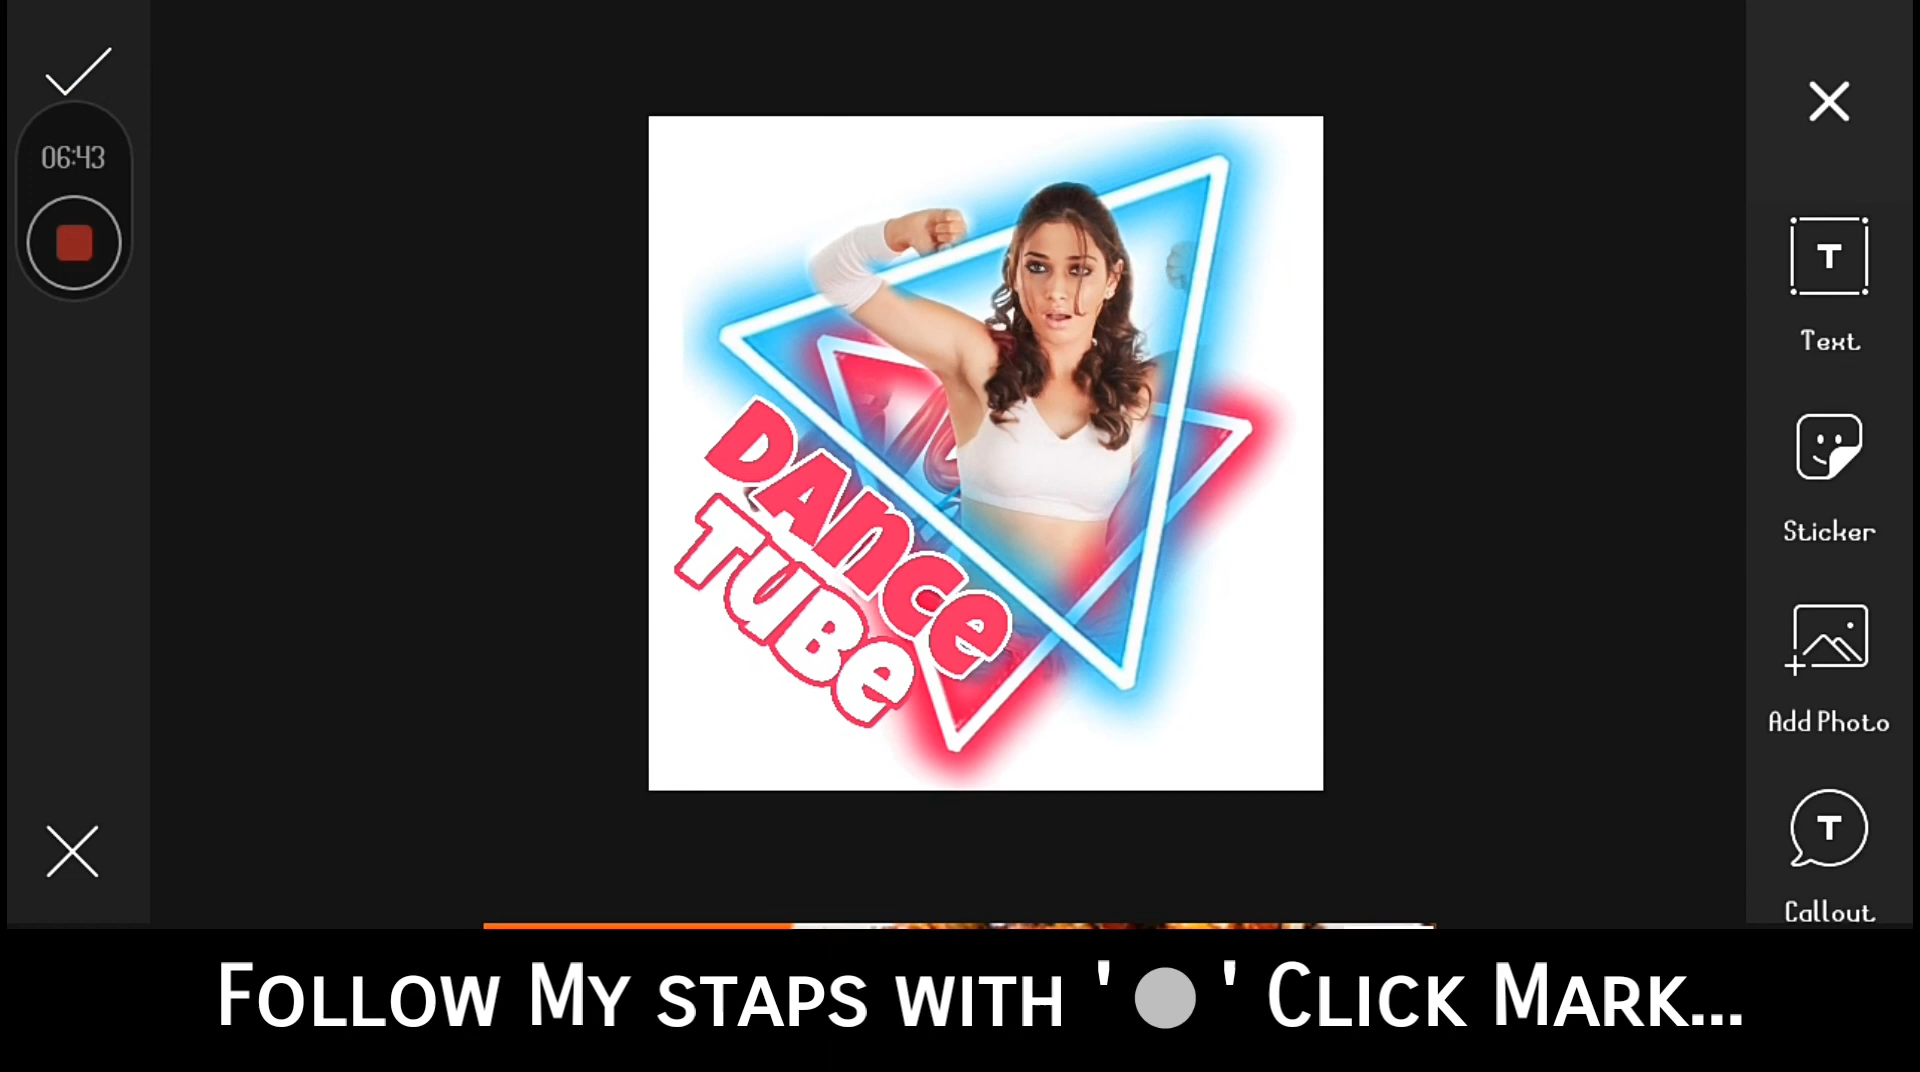 06:43
DAnce
TUBe
Text
Sticker
Add Photo
Callout
Follow My staps with ' ' Click Mark...